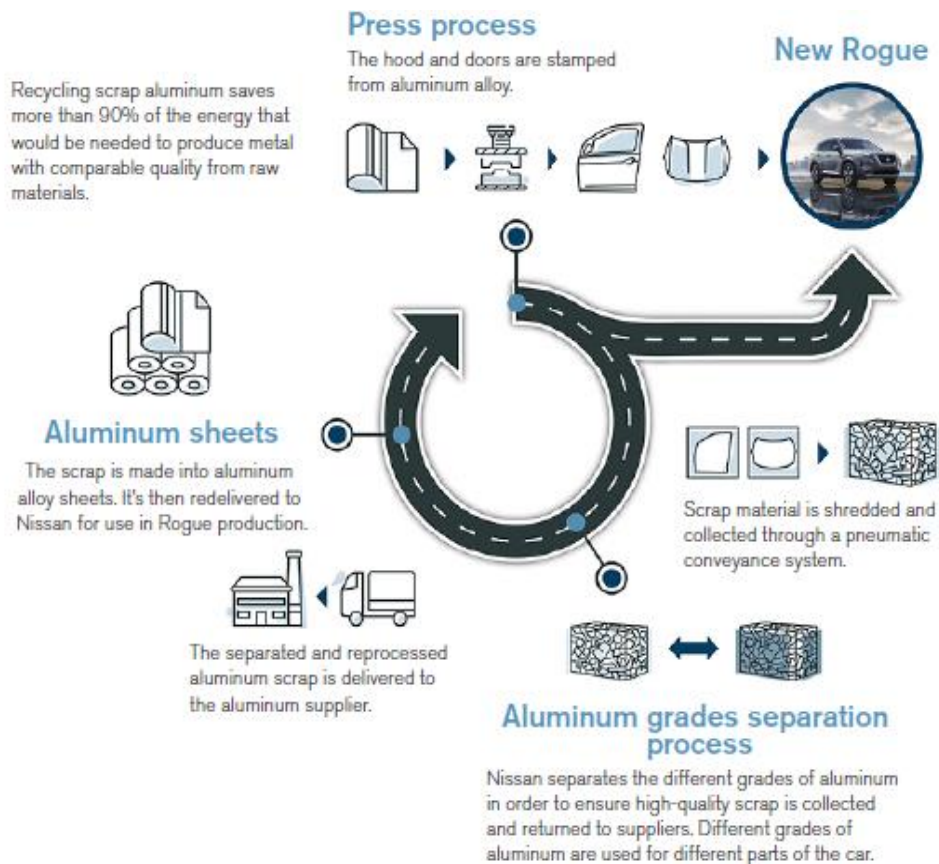 Press process
The hood and doors are stamped
from aluminum alloy.
New Rogue
Recycling scrap aluminum saves
more than 90% of the energy that
would be needed to produce metal
with comparable quality from raw
materials.
Scrap material is shredded and
collected through a pneumatic
conveyance system.
Aluminum grades separation
process
Nissan separates the different grades of aluminum
in order to ensure high-quality scrap is collected
and returned to suppliers. Different grades of
aluminum are used for different parts of the car.
The separated and reprocessed
aluminum scrap is delivered to
the aluminum supplier.
Aluminum sheets
The scrap is made into aluminum
alloy sheets. It's then redelivered to
Nissan for use in Rogue production.